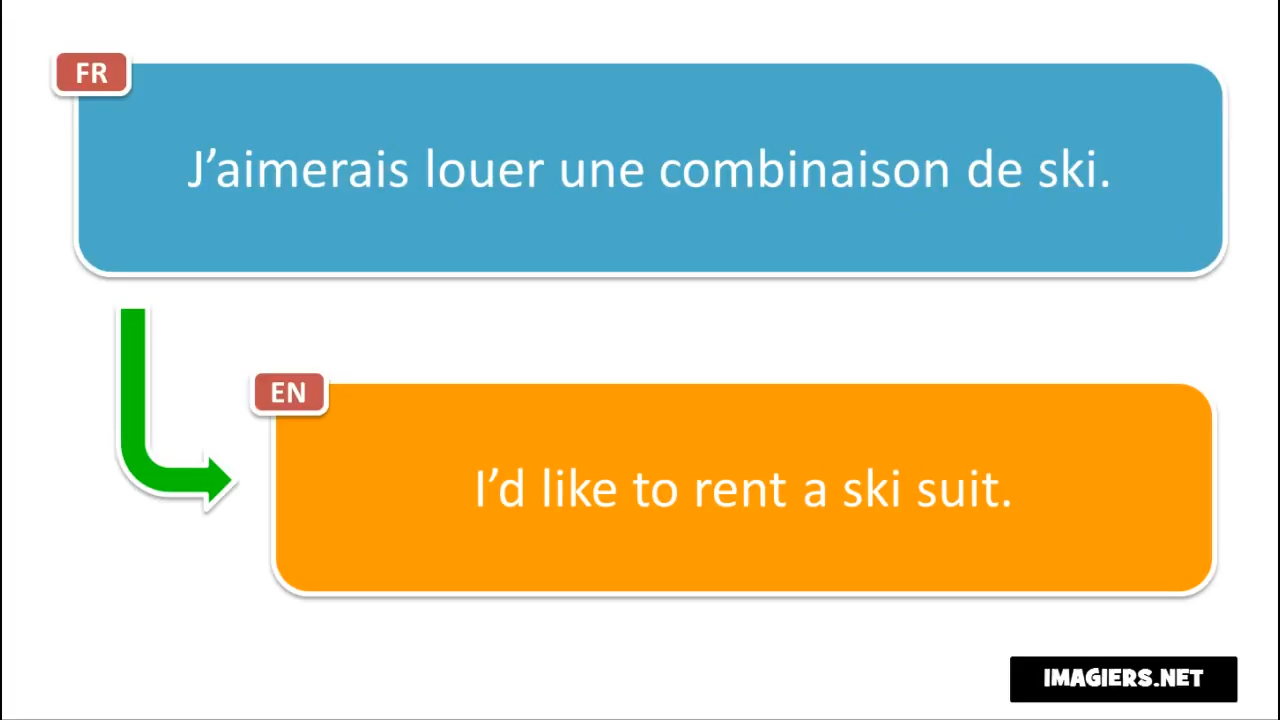 FR
J’aimerais louer une combinaison de ski.
EN
I’d like to rent a ski suit.
IMAGIERS.NET